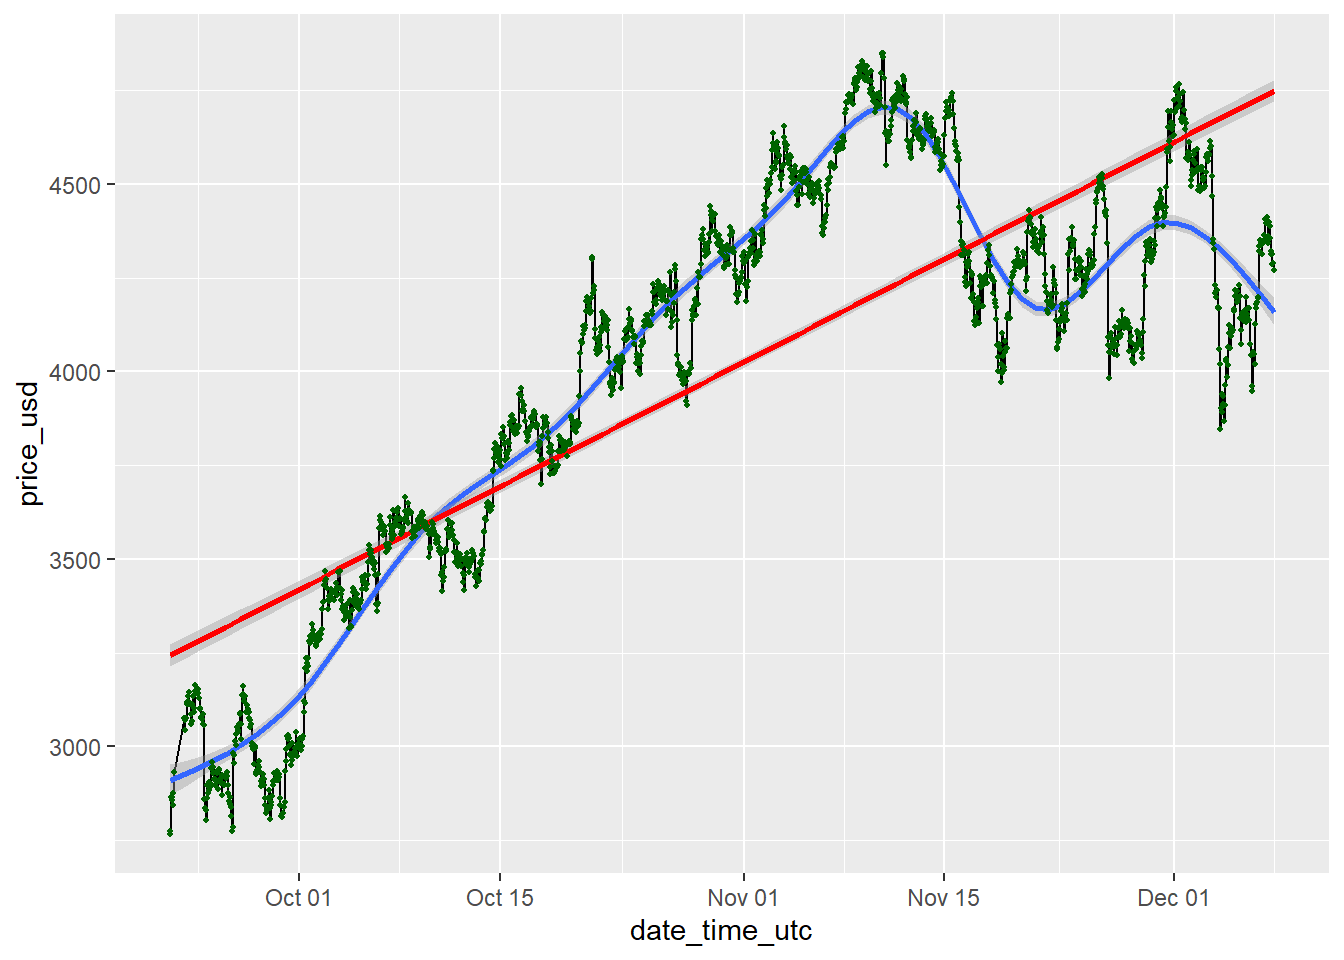 price_usd
4500
4000
3500
3000
Oct 01
Oct 15
Nov 01
Nov 15
Dec 01
date_time_utc